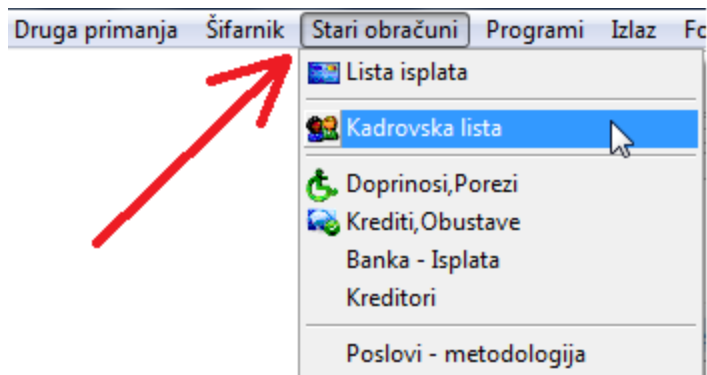 Druga primanja Šifarnik Stari obračuni Programi Izlaz
Lista isplata
Kadrovska lista
Doprinosi,Porezi
Krediti,Obustave
Banka - Isplata
Kreditori
Poslovi - metodologija